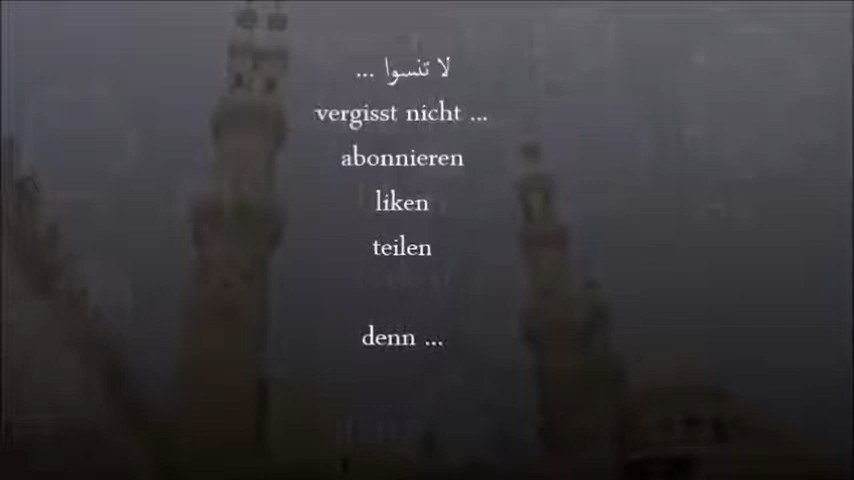 لا تنسوا ...
vergisst nicht ...
abonnieren
liken
teilen
denn ...